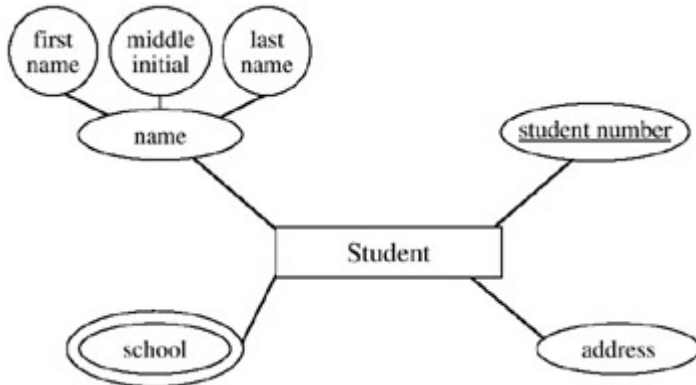 first
name
middle
initial
last
name
name
student number
Student
school
address